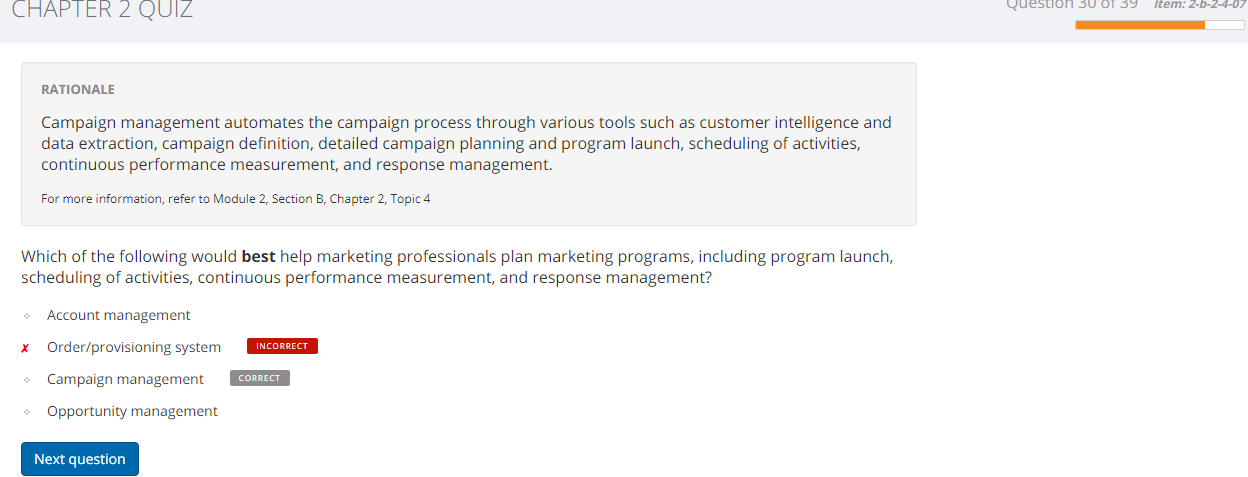 CHAPTER 2 QUIZ
Question 30 of 39 Item: 2-b-2-4-07
RATIONALE
Campaign management automates the campaign process through various tools such as customer intelligence and
data extraction, campaign definition, detailed campaign planning and program launch, scheduling of activities,
continuous performance measurement, and response management.
For more information, refer to Module 2, Section B, Chapter 2, Topic 4
Which of the following would best help marketing professionals plan marketing programs, including program launch,
scheduling of activities, continuous performance measurement, and response management?
Account management
Order/provisioning system INCORRECT
Campaign management CORRECT
Opportunity management
Next question